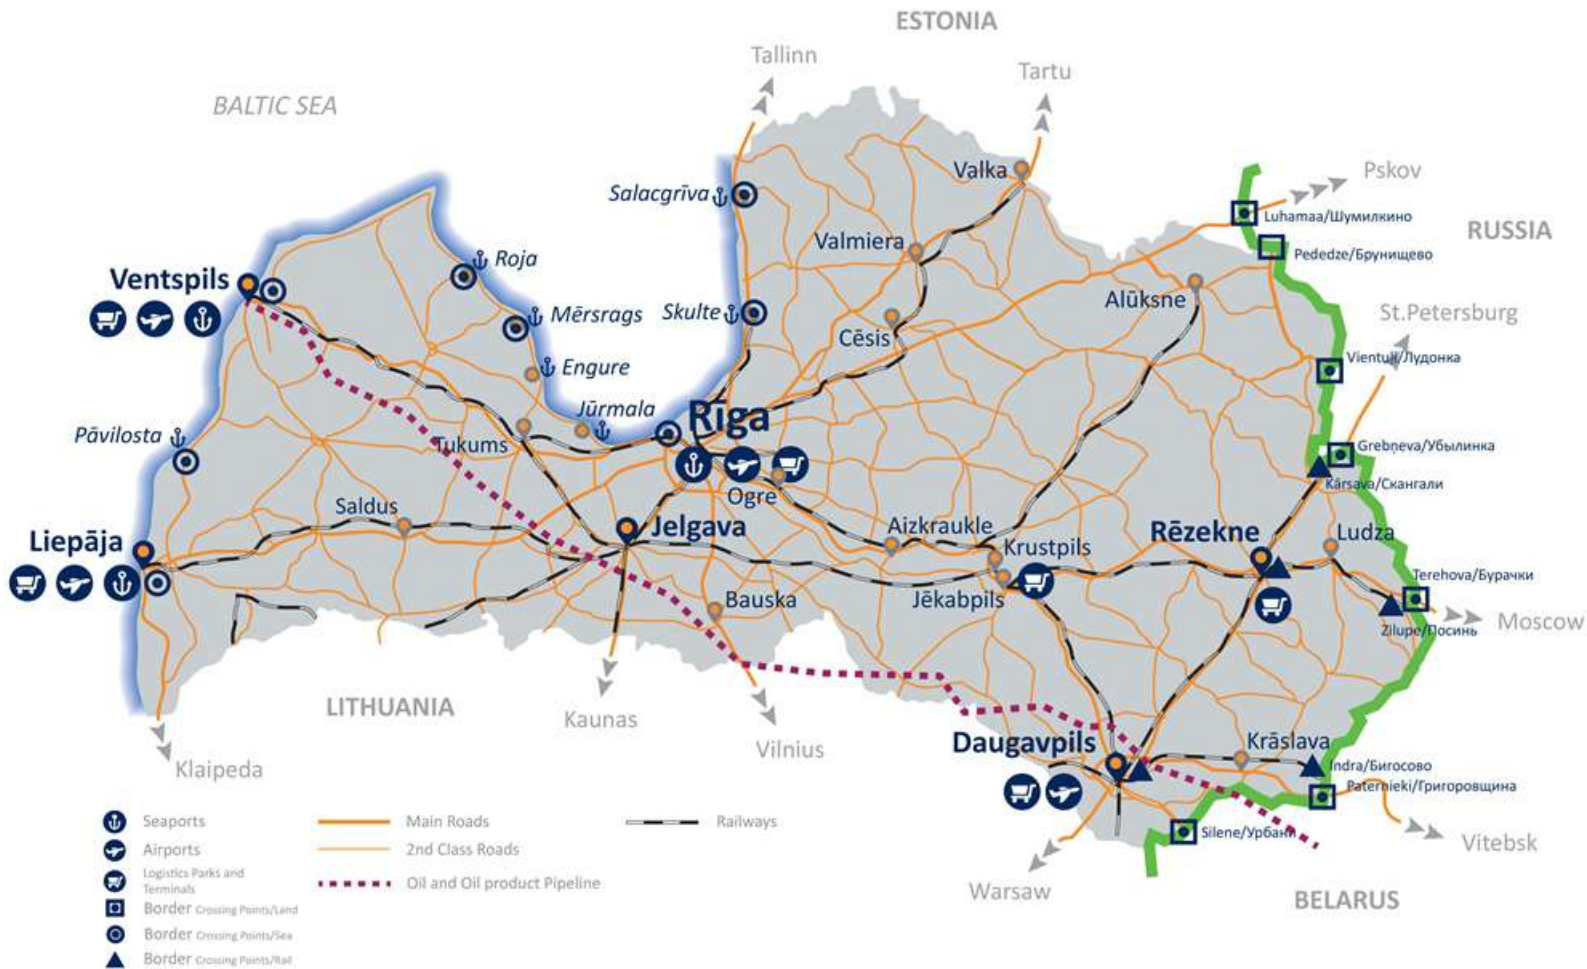 ESTONIA
Tallinn
Tartu
BALTIC SEA
Pskov
Valka
Salacgrīva
Luhamaa/Шумилкино
RUSSIA
Valmiera
Pededze/Брунищево
Roja
Ventspils
Alūksne
Mērsrags
Skulte
St.Petersburg
Cēsis
Vientuļi/Лудонка
Engure
Jūrmala
Rīga
Pāvilosta
Tukums
Grebņeva/Убылинка
Kārsava/Скангали
Ogre
Saldus
Jelgava
Aizkraukle
Rēzekne
Ludza
Liepāja
Krustpils
Terehova/Бурачки
Bauska
Jēkabpils
Moscow
Zilupe/Посинь
LITHUANIA
Kaunas
Vilnius
Daugavpils
Krāslava
Klaipeda
Indra/Бигосово
Paternieki/Григоровщина
Silene/Урбани
Vitebsk
Warsaw
BELARUS
Seaports
Main Roads
Railways
Airports
2nd Class Roads
Logistics Parks and
Terminals
Oil and Oil product Pipeline
Border Crossing Points/Land
Border Crossing Points/Sea
Border Crossing Points/Rail